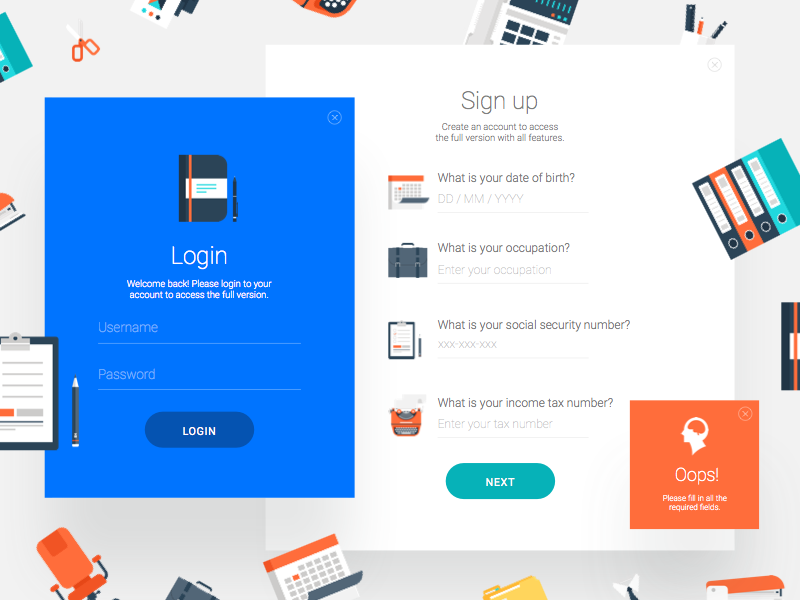 Login
Welcome back! Please login to your
account to access the full version.
Username
Password
LOGIN
Sign up
Create an account to access
the full version with all features.
What is your date of birth?
DD / MM / YYYY
What is your occupation?
Enter your occupation
What is your social security number?
xxx-xxx-xxx
What is your income tax number?
Enter your tax number
NEXT
Oops!
Please fill in all the
required fields.